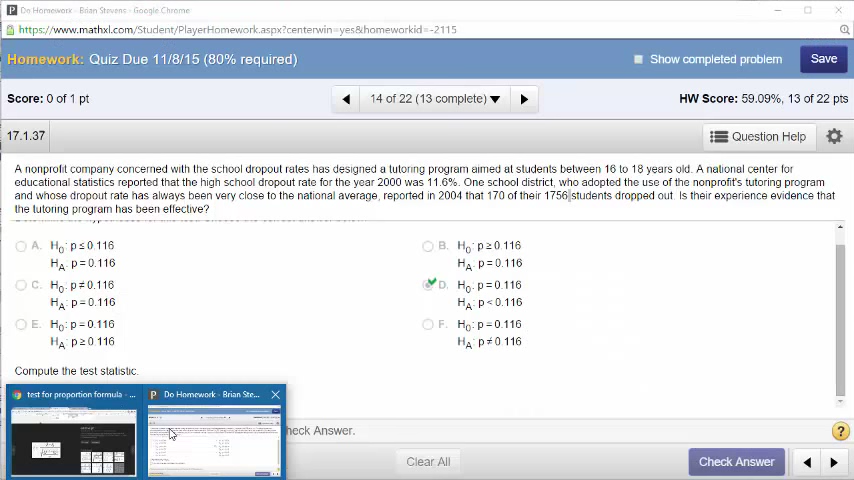 Do Homework - Brian Stevens - Google Chrome
https://www.mathxl.com/Student/PlayerHomework.aspx?centerwin=yes&homeworkid=-2115
Homework: Quiz Due 11/8/15 (80% required)
Show completed problem
Save
Score: 0 of 1 pt
14 of 22 (13 complete)
HW Score: 59.09%, 13 of 22 pts
17.1.37
Question Help
A nonprofit company concerned with the school dropout rates has designed a tutoring program aimed at students between 16 to 18 years old. A national center for
educational statistics reported that the high school dropout rate for the year 2000 was 11.6%. One school district, who adopted the use of the nonprofit's tutoring program
and whose dropout rate has always been very close to the national average, reported in 2004 that 170 of their 1756 students dropped out. Is their experience evidence that
the tutoring program has been effective?
A. H0: p ≤ 0.116
HA: p = 0.116
B. H0: p ≥ 0.116
HA: p = 0.116
C. H0: p ≠ 0.116
HA: p = 0.116
D. H0: p = 0.116
HA: p < 0.116
E. H0: p = 0.116
HA: p ≥ 0.116
F. H0: p = 0.116
HA: p ≠ 0.116
Compute the test statistic.
test for proportion formula - ...
Do Homework - Brian Ste...
heck Answer.
?
Clear All
Check Answer